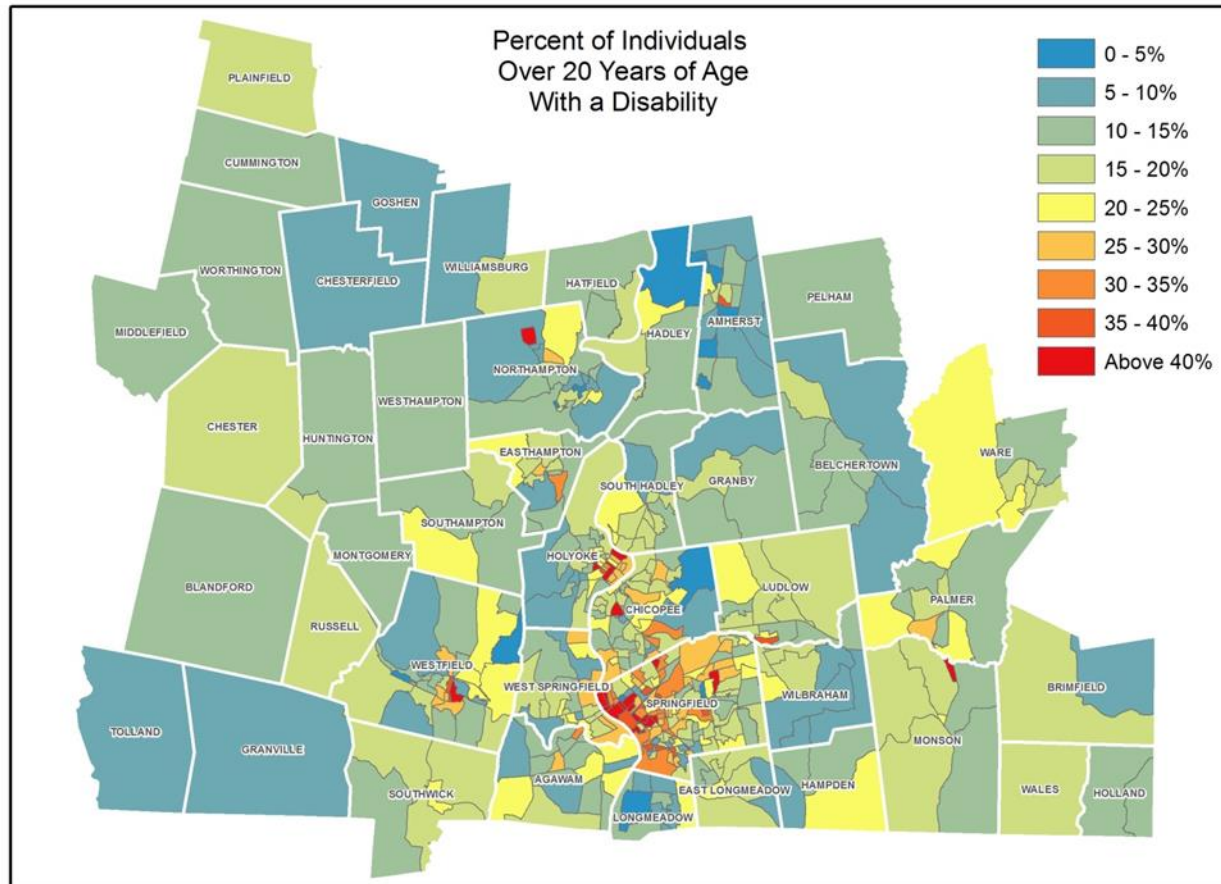 Percent of Individuals
Over 20 Years of Age
With a Disability
0 - 5%
5 - 10%
10 - 15%
15 - 20%
20 - 25%
25 - 30%
30 - 35%
35 - 40%
Above 40%
PLAINFIELD
CUMMINGTON
GOSHEN
WORTHINGTON
CHESTERFIELD
WILLIAMSBURG
HATFIELD
HADLEY
AMHERST
PELHAM
MIDDLEFIELD
NORTHAMPTON
WESTHAMPTON
CHESTER
HUNTINGTON
EASTHAMPTON
SOUTH HADLEY
GRANBY
BELCHERTOWN
WARE
SOUTHAMPTON
MONTGOMERY
HOLYOKE
BLANDFORD
CHICOPEE
LUDLOW
PALMER
RUSSELL
WESTFIELD
WEST SPRINGFIELD
SPRINGFIELD
WILBRAHAM
BRIMFIELD
TOLLAND
GRANVILLE
MONSON
AGAWAM
SOUTHWICK
EAST LONGMEADOW
HAMPDEN
WALES
HOLLAND
LONGMEADOW